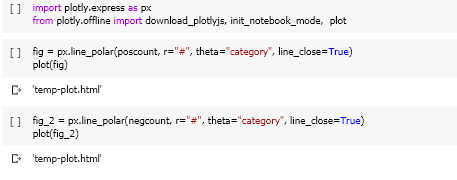 [ ] import plotly.express as px
from plotly.offline import download_plotlyjs, init_notebook_mode, plot
[ ] fig = px.line_polar(poscount, r="#", theta="category", line_close=True)
plot(fig)
'temp-plot.html'
[ ] fig_2 = px.line_polar(negcount, r="#", theta="category", line_close=True)
plot(fig_2)
'temp-plot.html'